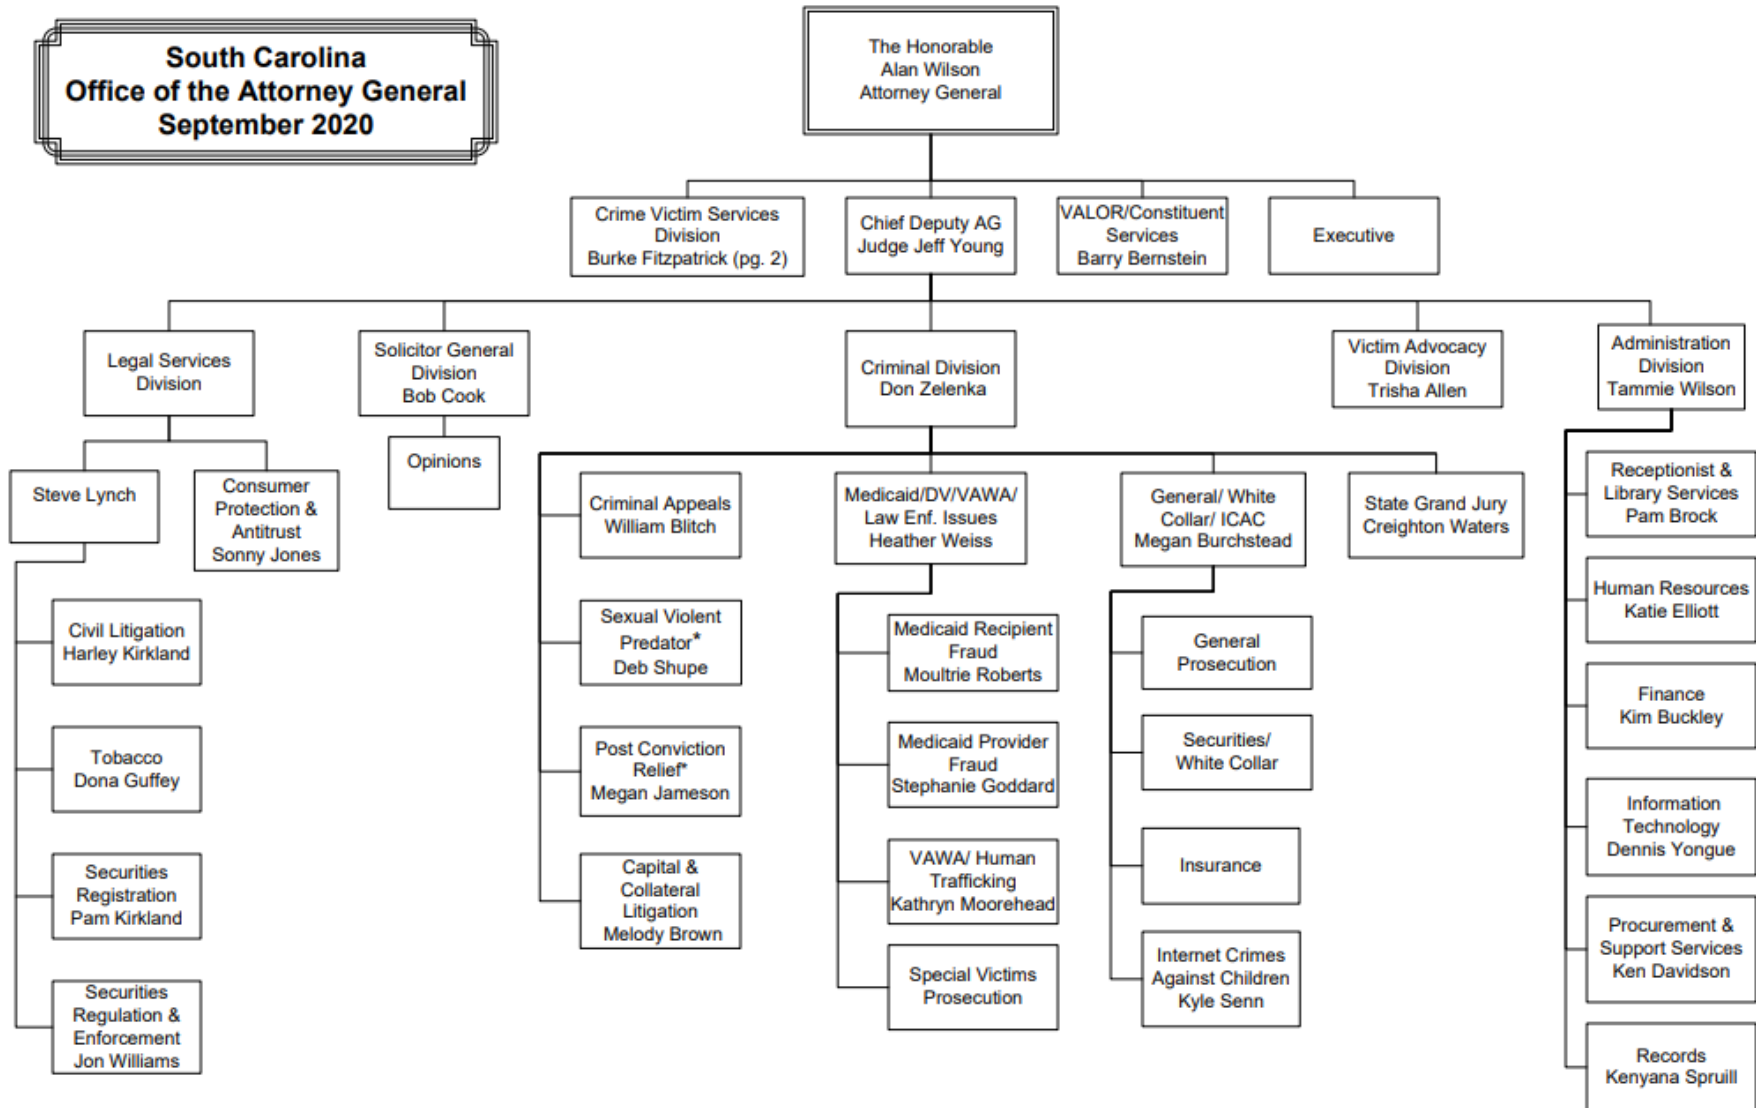 South Carolina
Office of the Attorney General
September 2020
The Honorable
Alan Wilson
Attorney General
Crime Victim Services
Division
Burke Fitzpatrick (pg. 2)
Chief Deputy AG
Judge Jeff Young
VALOR/Constituent
Services
Barry Bernstein
Executive
Legal Services
Division
Solicitor General
Division
Bob Cook
Criminal Division
Don Zelenka
Victim Advocacy
Division
Trisha Allen
Administration
Division
Tammie Wilson
Steve Lynch
Consumer
Protection &
Antitrust
Sonny Jones
Opinions
Civil Litigation
Harley Kirkland
Tobacco
Dona Guffey
Securities
Registration
Pam Kirkland
Securities
Regulation &
Enforcement
Jon Williams
Criminal Appeals
William Blitch
Sexual Violent
Predator*
Deb Shupe
Post Conviction
Relief*
Megan Jameson
Capital &
Collateral
Litigation
Melody Brown
Medicaid/DV/VAWA/
Law Enf. Issues
Heather Weiss
Medicaid Recipient
Fraud
Moultrie Roberts
Medicaid Provider
Fraud
Stephanie Goddard
VAWA/ Human
Trafficking
Kathryn Moorehead
Special Victims
Prosecution
General/ White
Collar/ ICAC
Megan Burchstead
General
Prosecution
Securities/
White Collar
Insurance
Internet Crimes
Against Children
Kyle Senn
State Grand Jury
Creighton Waters
Receptionist &
Library Services
Pam Brock
Human Resources
Katie Elliott
Finance
Kim Buckley
Information
Technology
Dennis Yongue
Procurement &
Support Services
Ken Davidson
Records
Kenyana Spruill